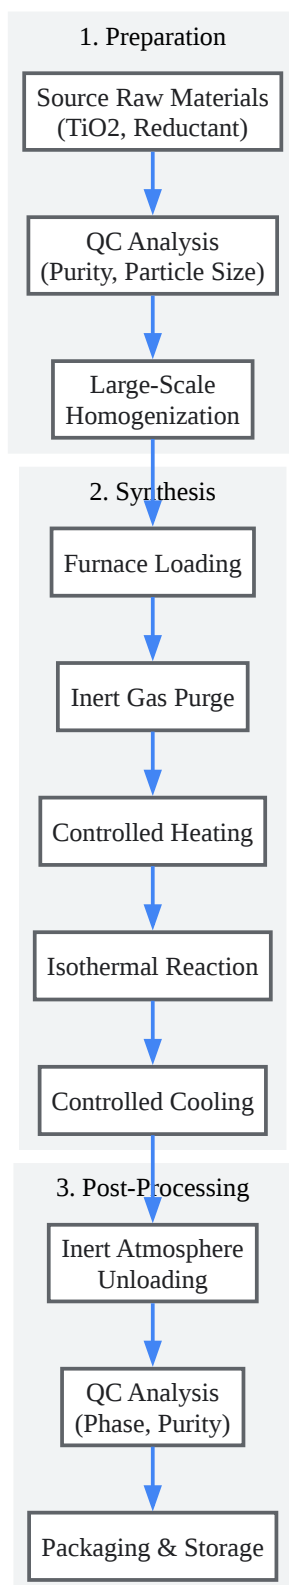 1. Preparation
Source Raw Materials
(TiO2, Reductant)
QC Analysis
(Purity, Particle Size)
Large-Scale
Homogenization
2. Synthesis
Furnace Loading
Inert Gas Purge
Controlled Heating
Isothermal Reaction
Controlled Cooling
3. Post-Processing
Inert Atmosphere
Unloading
QC Analysis
(Phase, Purity)
Packaging & Storage